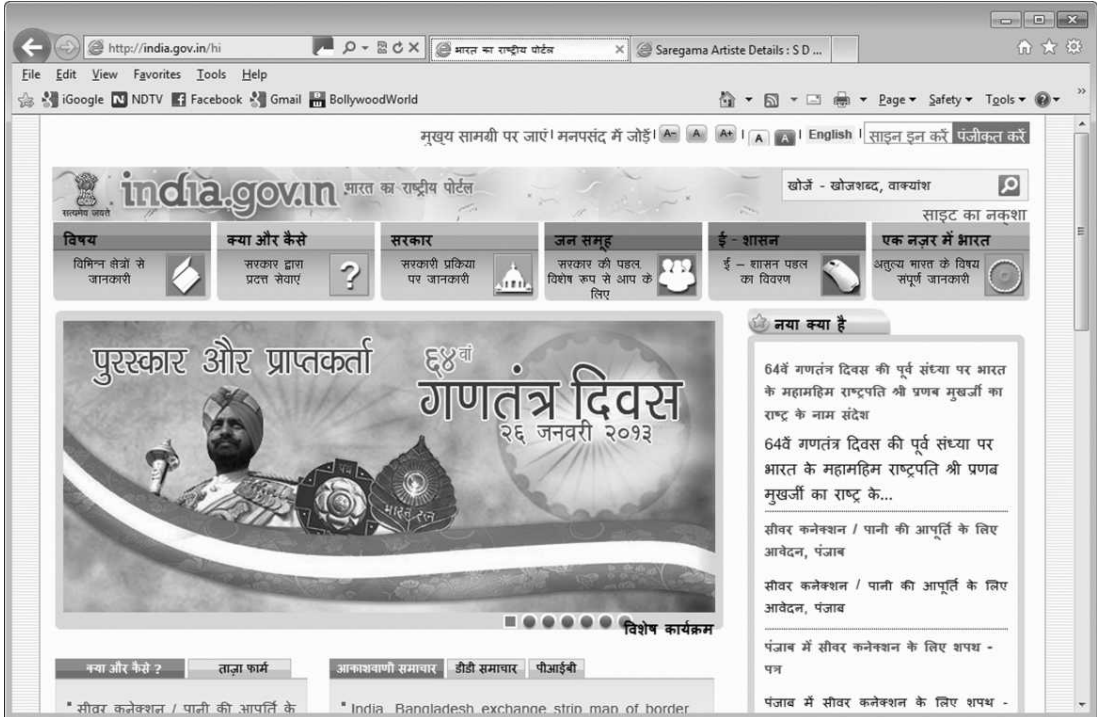 http://india.gov.in/hi
भारत का राष्ट्रीय पोर्टल
Saregama Artiste Details : S D ...
File Edit View Favorites Tools Help
iGoogle NDTV Facebook Gmail BollywoodWorld
Page Safety Tools
मुख्य सामग्री पर जाएं। मनपसंद में जोड़ें। A- A A+ | A A | English | साइन इन करें पंजीकत करें
सत्यमेव जयते
india.gov.in भारत का राष्ट्रीय पोर्टल
खोजें - खोजशब्द, वाक्यांश
साइट का नक्शा
विषय
विभिन्न क्षेत्रों से
जानकारी
क्या और कैसे
सरकार द्वारा
प्रदत्त सेवाएं
?
सरकार
सरकारी प्रकिया
पर जानकारी
जन समूह
सरकार की पहल,
विशेष रूप से आप के
लिए
ई - शासन
ई – शासन पहल
का विवरण
एक नज़र में भारत
अतुल्य भारत के विषय
संपूर्ण जानकारी
पुरस्कार और प्राप्तकर्ता
६४वां
गणतंत्र दिवस
२६ जनवरी २०१३
भारत रत्न
विशेष कार्यक्रम
नया क्या है
64वें गणतंत्र दिवस की पूर्व संध्या पर भारत
के महामहिम राष्ट्रपति श्री प्रणब मुखर्जी का
राष्ट्र के नाम संदेश
64वें गणतंत्र दिवस की पूर्व संध्या पर
भारत के महामहिम राष्ट्रपति श्री प्रणब
मुखर्जी का राष्ट्र के...
सीवर कनेक्शन / पानी की आपूर्ति के लिए
आवेदन, पंजाब
सीवर कनेक्शन / पानी की आपूर्ति के लिए
आवेदन, पंजाब
पंजाब में सीवर कनेक्शन के लिए शपथ -
पत्र
पंजाब में सीवर कनेक्शन के लिए शपथ -
क्या और कैसे ? ताज़ा फार्म
सीवर कनेक्शन / पानी की आपूर्ति के
आकाशवाणी समाचार डीडी समाचार पीआईबी
India, Bangladesh exchange strip map of border